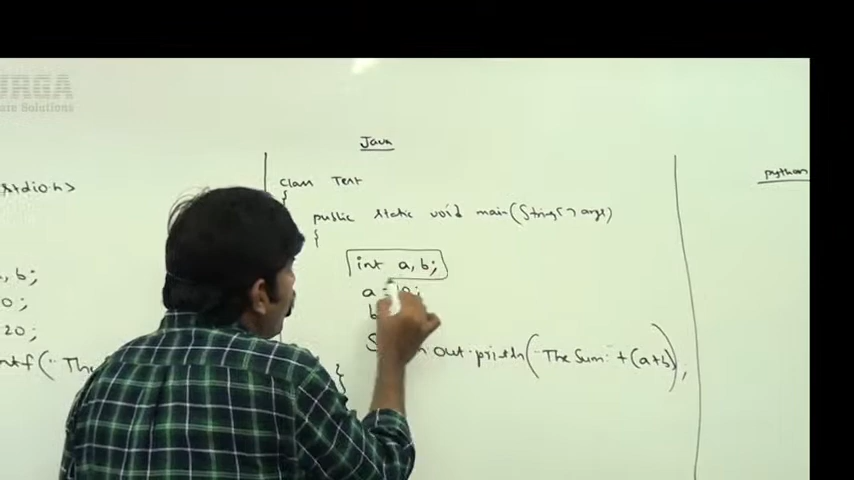 URGA
are Solutions
stdio.h>
a, b;
0;
20;
ntf("The
Java
class Test
{
public static void main(String[] args)
{
int a, b;
a = 10;
b
S out.println("The Sum: + (a+b)
}
python